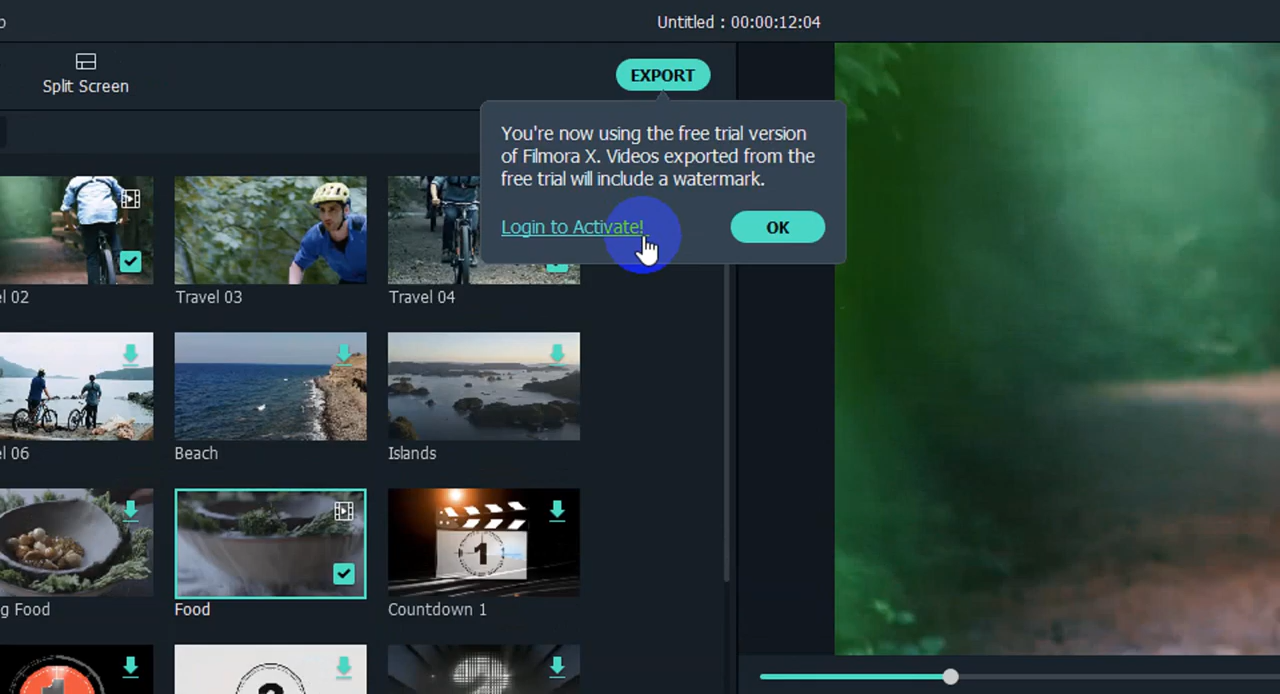 Untitled : 00:00:12:04
Split Screen
EXPORT
You're now using the free trial version
of Filmora X. Videos exported from the
free trial will include a watermark.
Login to Activate!
OK
Travel 03
Travel 04
Beach
Islands
1
g Food
Food
Countdown 1